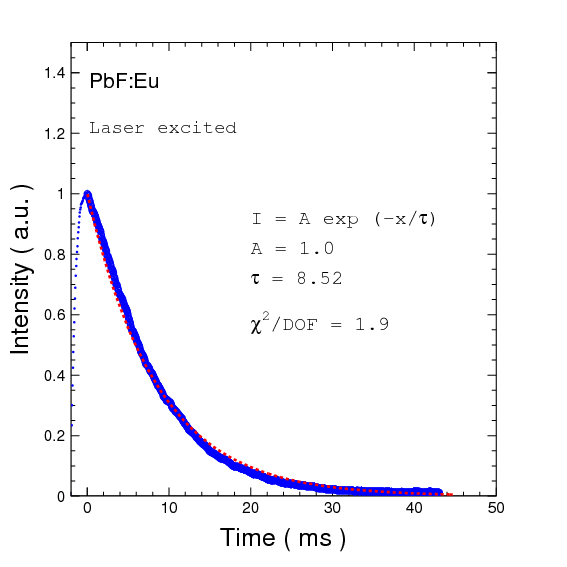 PbF:Eu
Laser excited
I = A exp (-x/τ)
A = 1.0
τ = 8.52
χ²/DOF = 1.9
Intensity ( a.u. )
1.4
1.2
1
0.8
0.6
0.4
0.2
0
0 10 20 30 40 50
Time ( ms )